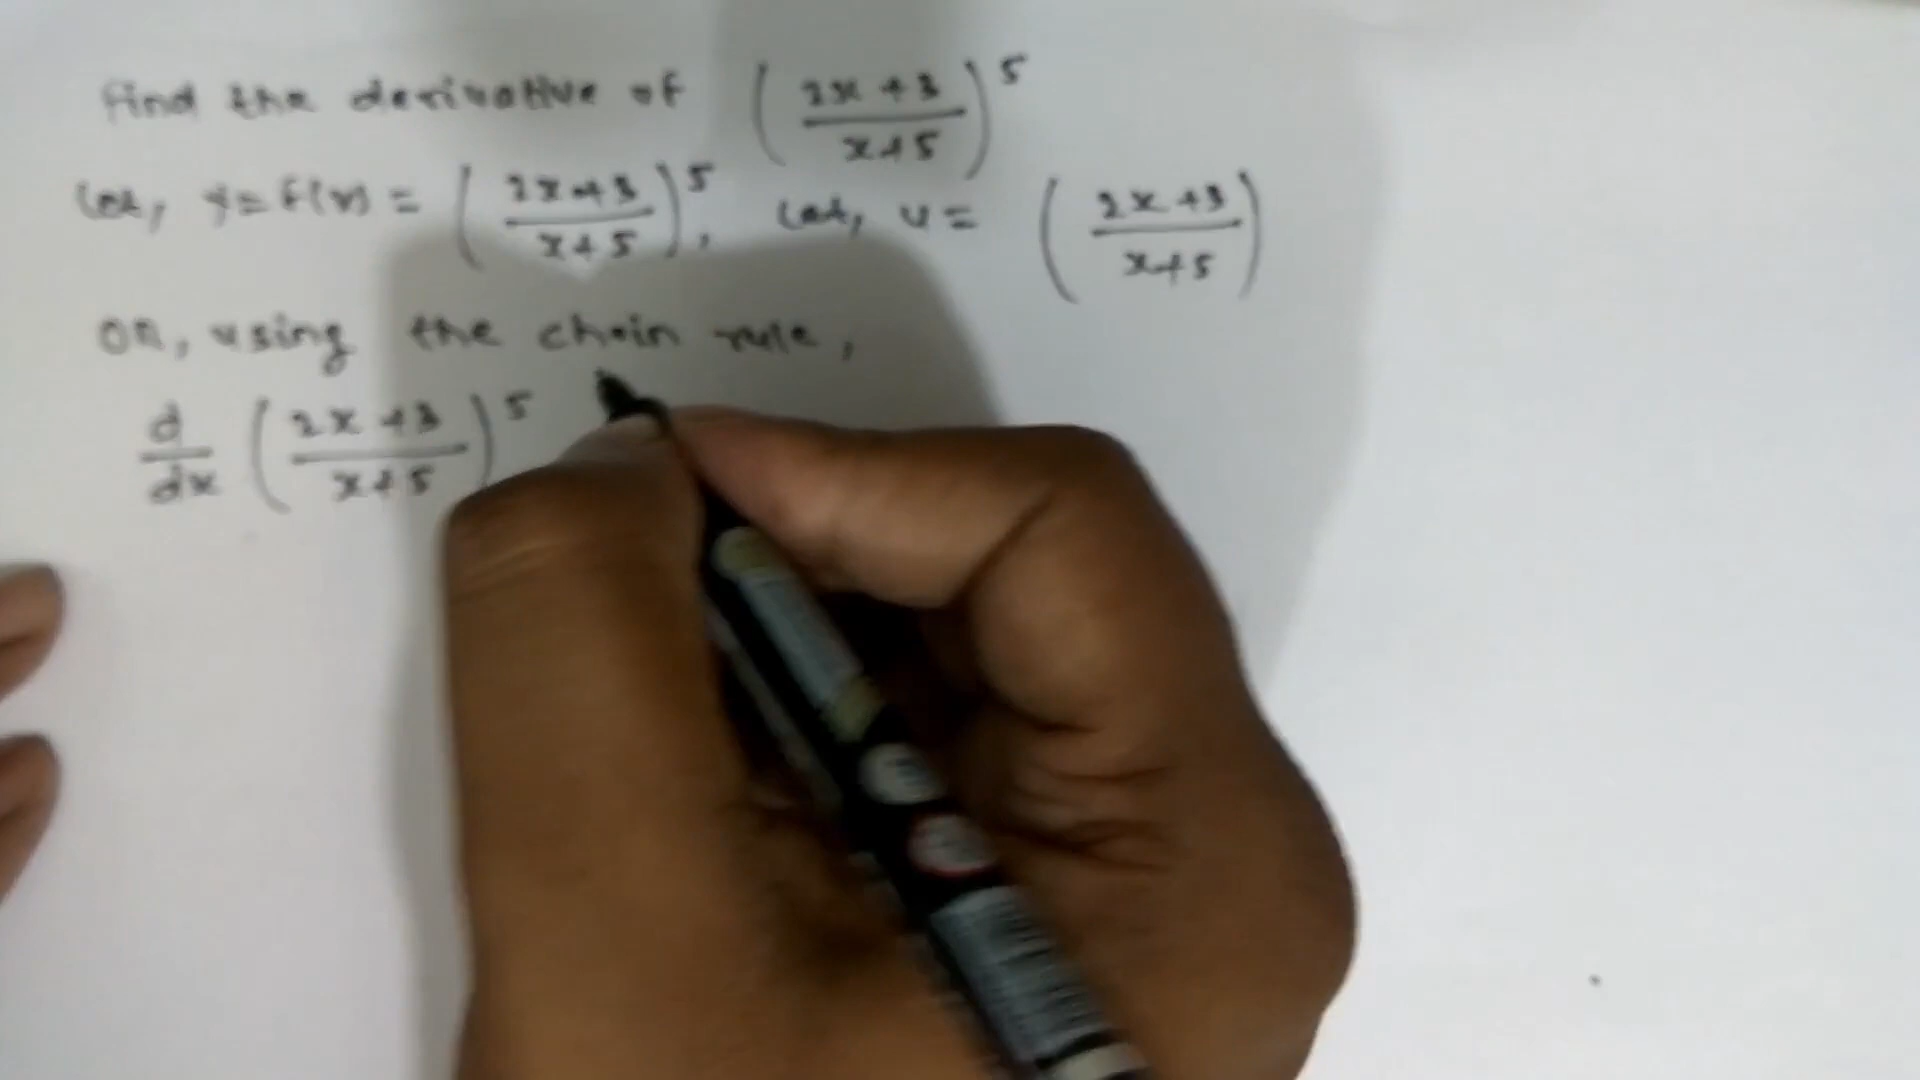 Find the derivative of (2x+3/x+5)^5
Let, y=f(x) = (2x+3/x+5)^5, Let, u = (2x+3/x+5)
OR, using the chain rule,
d/dx (2x+3/x+5)^5